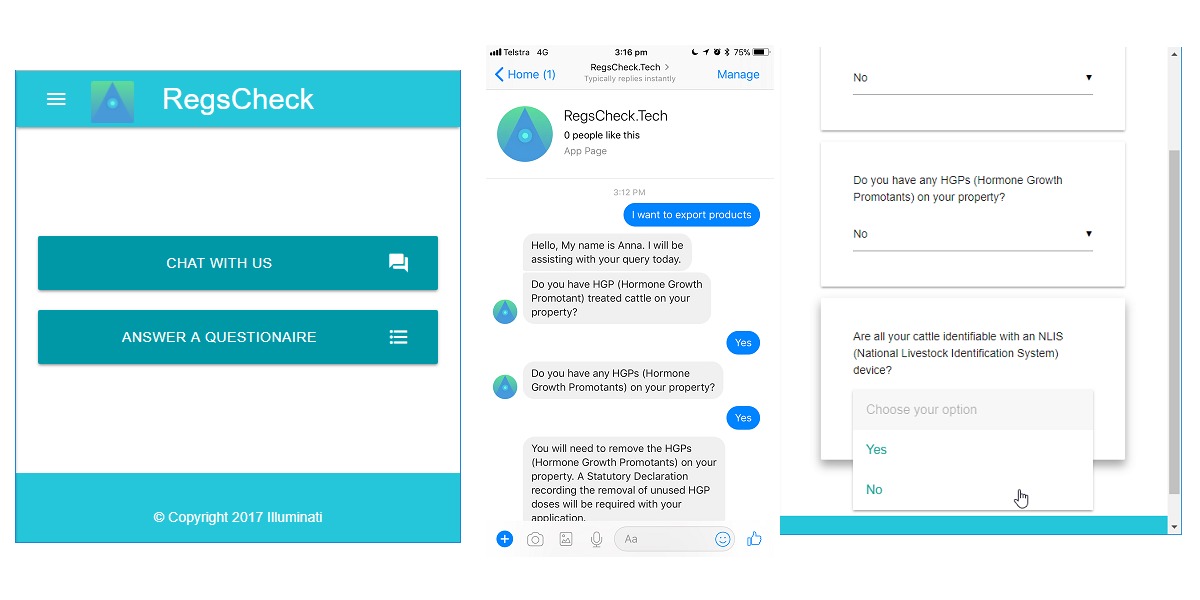 RegsCheck
CHAT WITH US
ANSWER A QUESTIONAIRE
© Copyright 2017 Illuminati
Telstra 4G 3:16 pm 75%
Home (1) RegsCheck.Tech Manage
Typically replies instantly
RegsCheck.Tech
0 people like this
App Page
3:12 PM
I want to export products
Hello, My name is Anna. I will be
assisting with your query today.
Do you have HGP (Hormone Growth
Promotant) treated cattle on your
property?
Yes
Do you have any HGPs (Hormone
Growth Promotants) on your property?
Yes
You will need to remove the HGPs
(Hormone Growth Promotants) on your
property. A Statutory Declaration
recording the removal of unused HGP
doses will be required with your
application.
Aa
No
Do you have any HGPs (Hormone Growth
Promotants) on your property?
No
Are all your cattle identifiable with an NLIS
(National Livestock Identification System)
device?
Choose your option
Yes
No